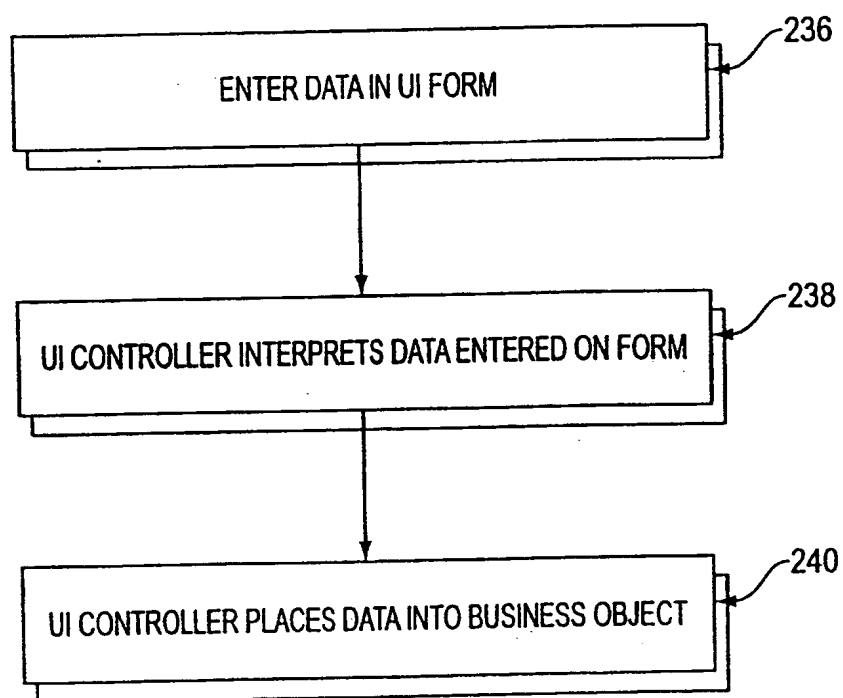 236
ENTER DATA IN UI FORM
238
UI CONTROLLER INTERPRETS DATA ENTERED ON FORM
240
UI CONTROLLER PLACES DATA INTO BUSINESS OBJECT